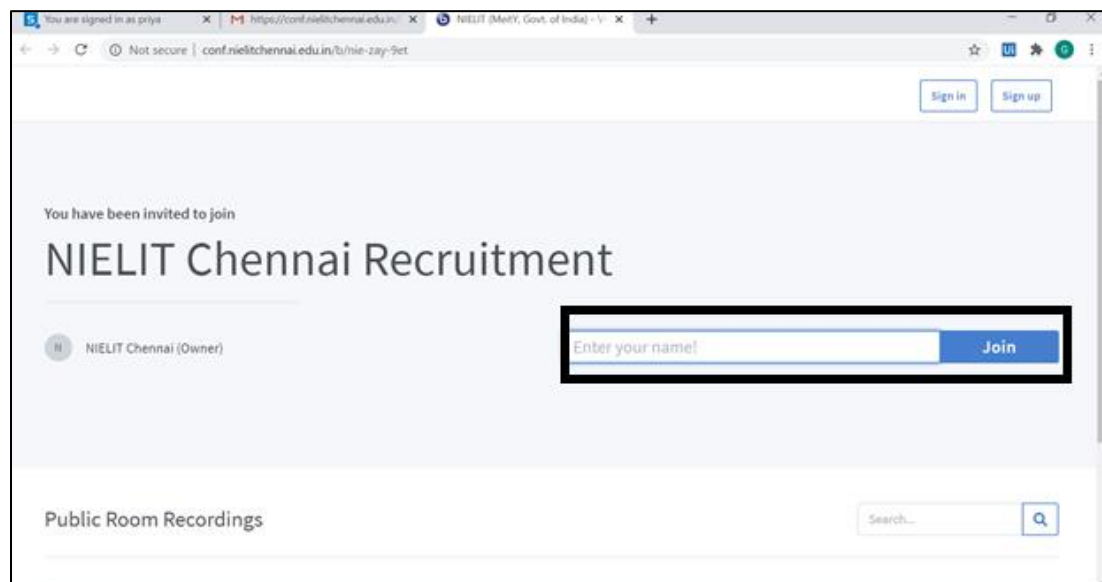 You are signed in as priya
https://conf.nielitchennai.edu.in/
NIELIT (MeitY, Govt. of India) - V
Not secure | conf.nielitchennai.edu.in/b/nie-zay-9et
G
Sign in
Sign up
You have been invited to join
NIELIT Chennai Recruitment
N NIELIT Chennai (Owner)
Enter your name!
Join
Public Room Recordings
Search...